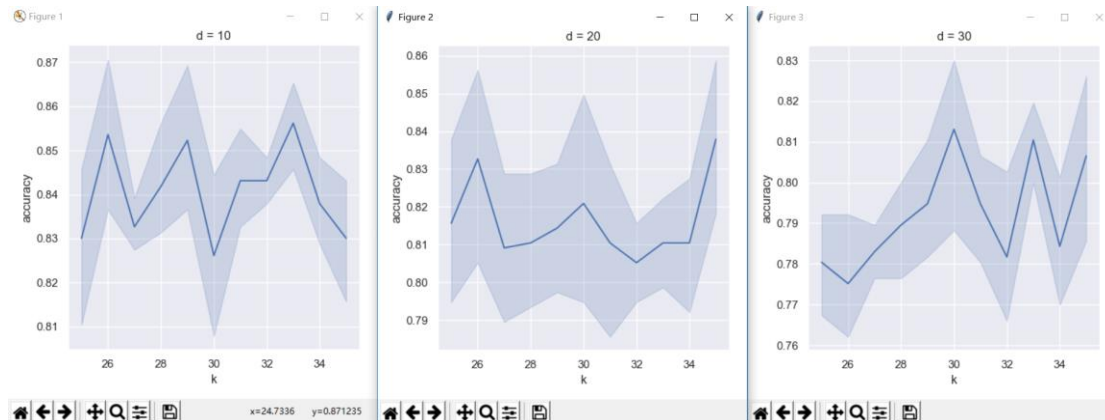 Figure 1
d = 10
0.87
0.86
0.85
0.84
0.83
0.82
0.81
accuracy
26 28 30 32 34
k
x=24.7336 y=0.871235
Figure 2
d = 20
0.86
0.85
0.84
0.83
0.82
0.81
0.80
0.79
accuracy
26 28 30 32 34
k
Figure 3
d = 30
0.83
0.82
0.81
0.80
0.79
0.78
0.77
0.76
accuracy
26 28 30 32 34
k